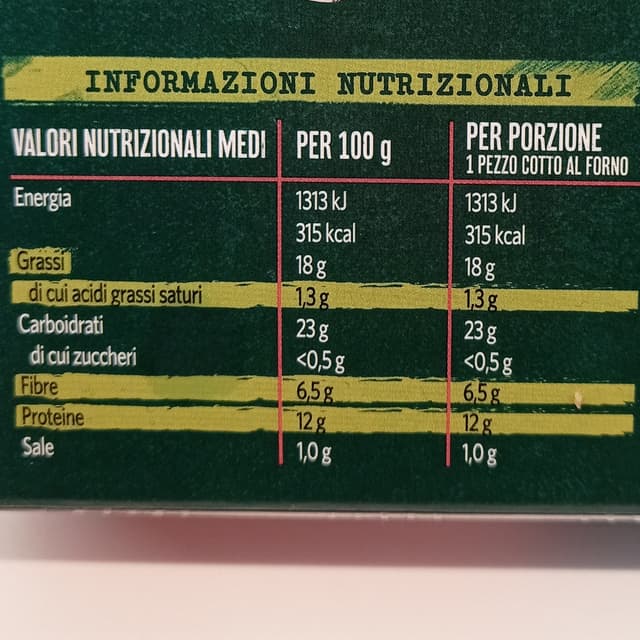 INFORMAZIONI NUTRIZIONALI
VALORI NUTRIZIONALI MEDI PER 100 g PER PORZIONE
1 PEZZO COTTO AL FORNO
Energia 1313 kJ 1313 kJ
315 kcal 315 kcal
Grassi 18 g 18 g
di cui acidi grassi saturi 1,3 g 1,3 g
Carboidrati 23 g 23 g
di cui zuccheri <0,5 g <0,5 g
Fibre 6,5 g 6,5 g
Proteine 12 g 12 g
Sale 1,0 g 1,0 g